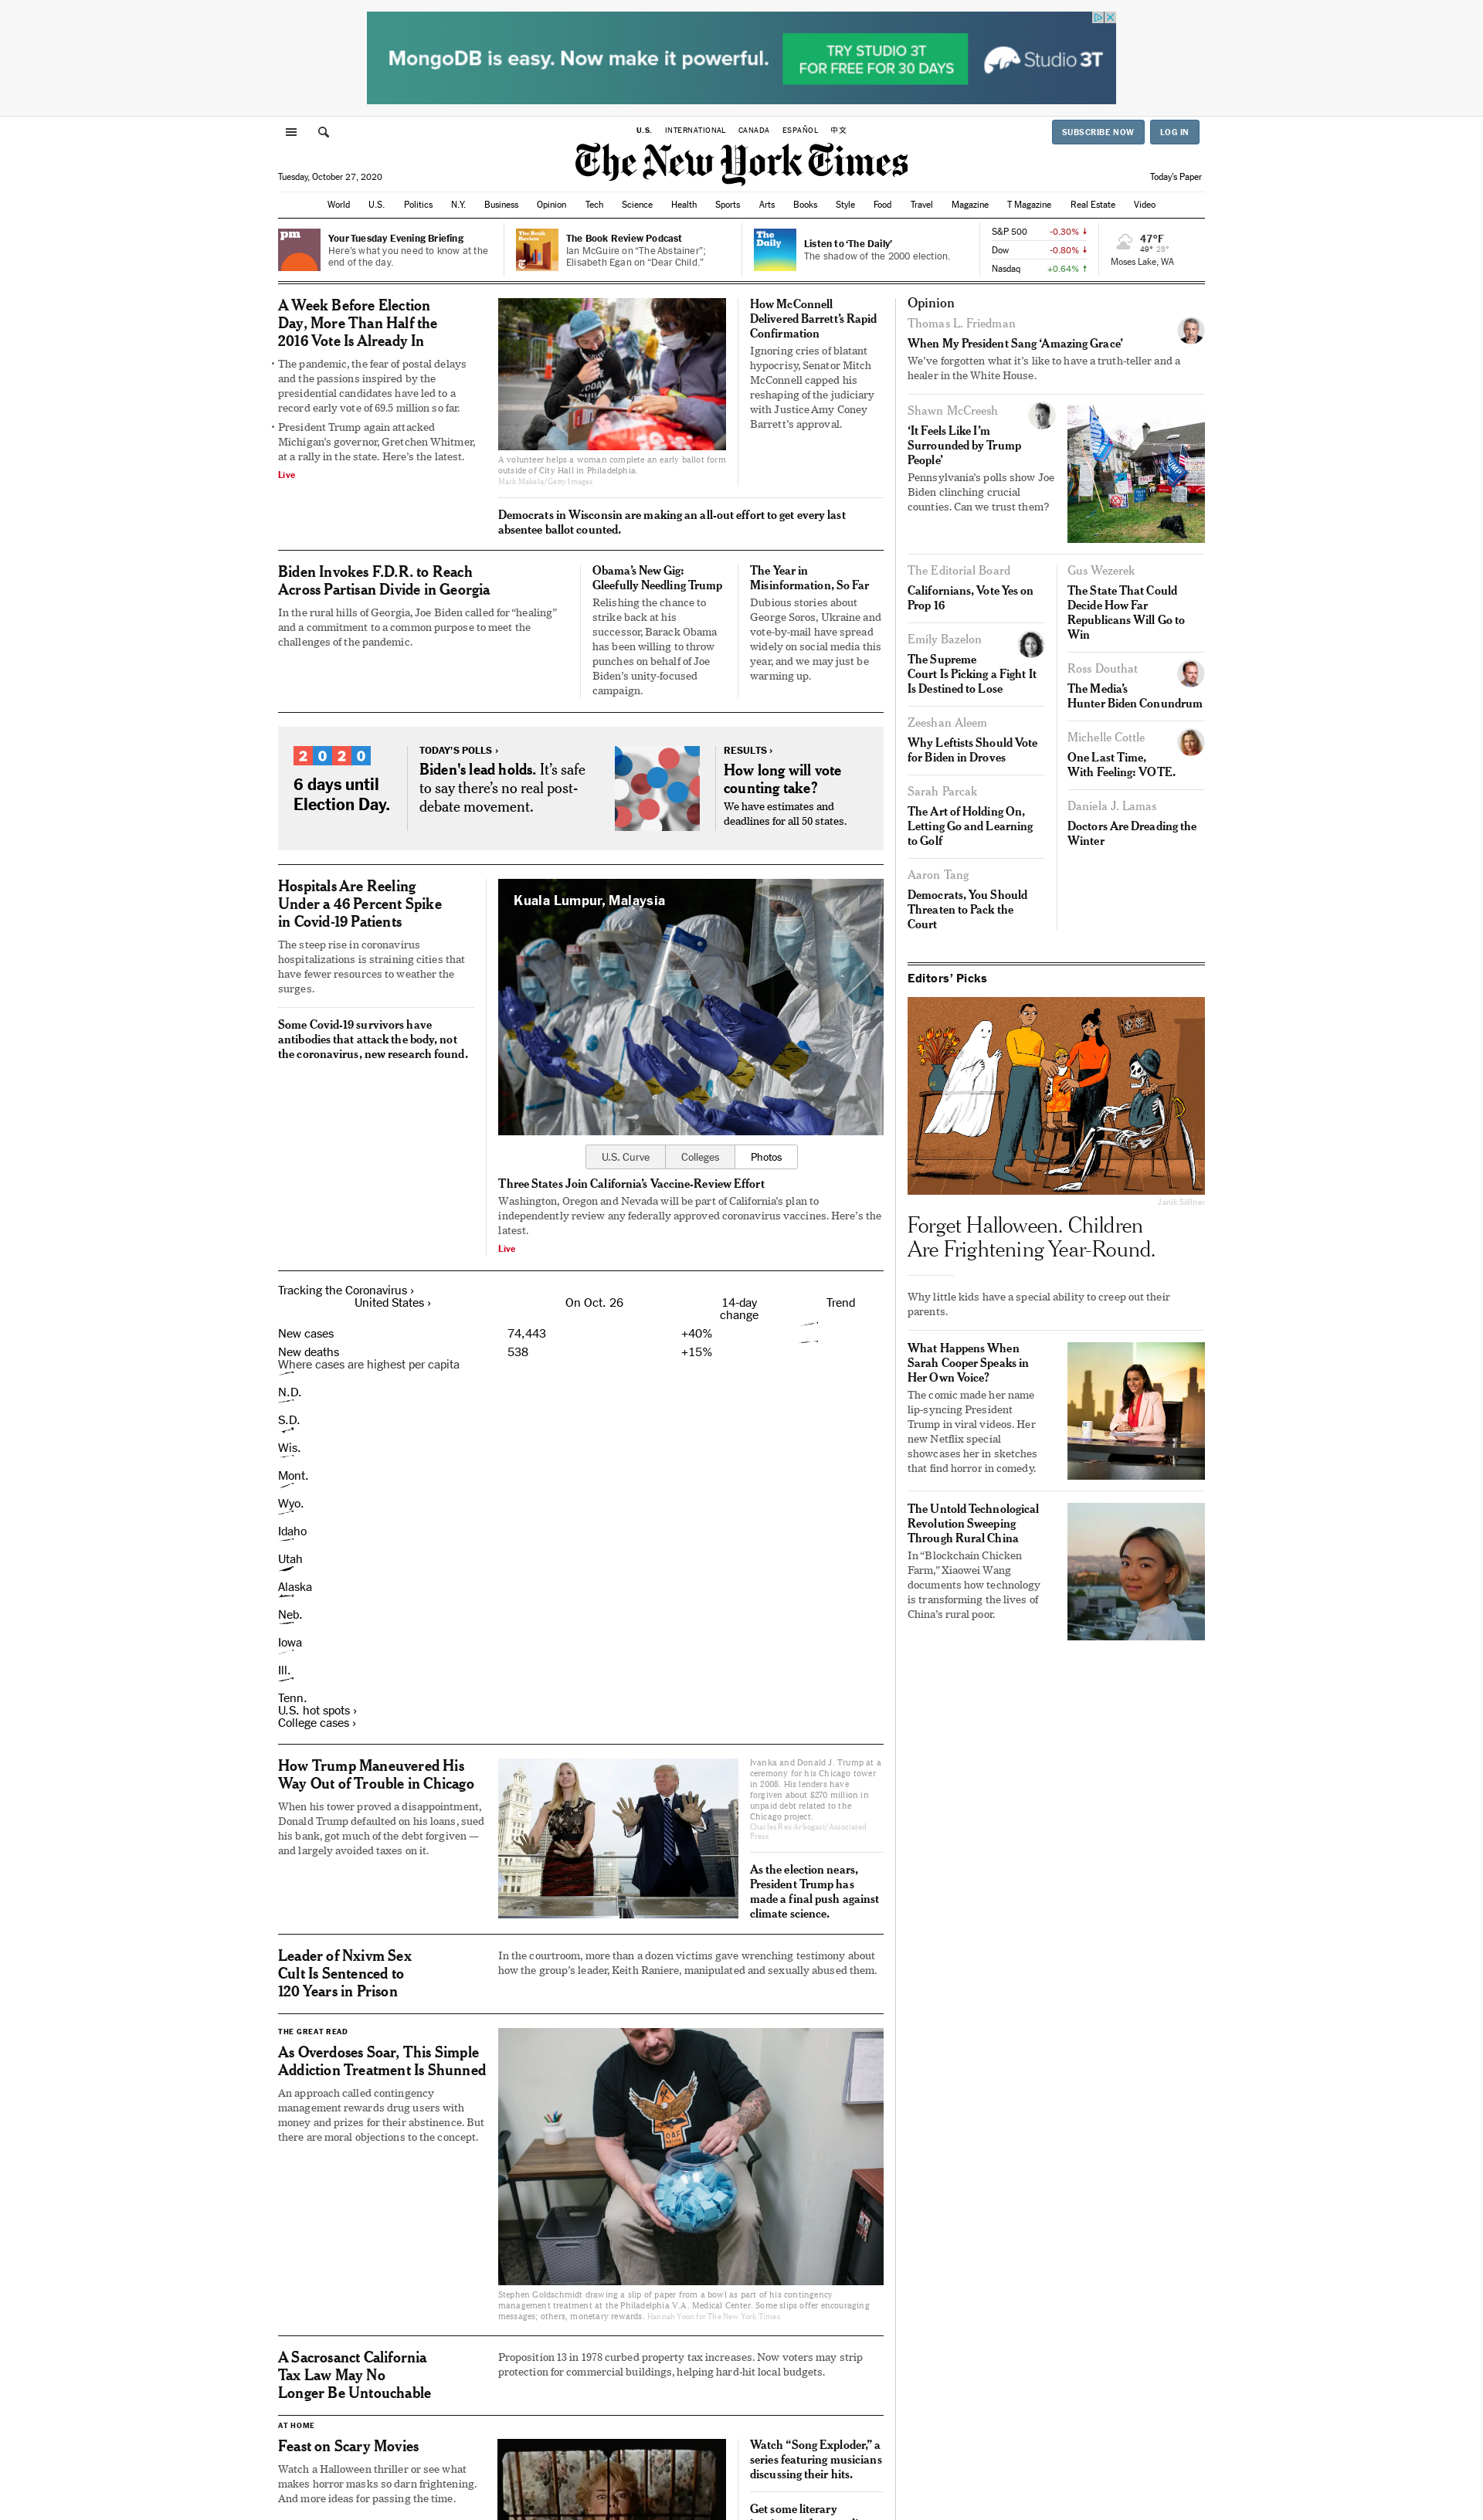 MongoDB is easy. Now make it powerful.
TRY STUDIO 3T
FOR FREE FOR 30 DAYS
Studio 3T
U.S. INTERNATIONAL CANADA ESPAÑOL 中文
SUBSCRIBE NOW LOG IN
The New York Times
Tuesday, October 27, 2020
Today's Paper
World U.S. Politics N.Y. Business Opinion Tech Science Health Sports Arts Books Style Food Travel Magazine T Magazine Real Estate Video
pm
Your Tuesday Evening Briefing
Here's what you need to know at the
end of the day.
The Book Review Podcast
Ian McGuire on “The Abstainer”;
Elisabeth Egan on “Dear Child.”
The
Daily
Listen to ‘The Daily’
The shadow of the 2000 election.
S&P 500 -0.30%
Dow -0.80%
Nasdaq +0.64%
47°F
49° 28°
Moses Lake, WA
A Week Before Election
Day, More Than Half the
2016 Vote Is Already In
• The pandemic, the fear of postal delays
and the passions inspired by the
presidential candidates have led to a
record early vote of 69.5 million so far.
• President Trump again attacked
Michigan’s governor, Gretchen Whitmer,
at a rally in the state. Here’s the latest.
Live
A volunteer helps a woman complete an early ballot form
outside of City Hall in Philadelphia.
Mark Makela/Getty Images
How McConnell
Delivered Barrett’s Rapid
Confirmation
Ignoring cries of blatant
hypocrisy, Senator Mitch
McConnell capped his
reshaping of the judiciary
with Justice Amy Coney
Barrett’s approval.
Democrats in Wisconsin are making an all-out effort to get every last
absentee ballot counted.
Biden Invokes F.D.R. to Reach
Across Partisan Divide in Georgia
In the rural hills of Georgia, Joe Biden called for “healing”
and a commitment to a common purpose to meet the
challenges of the pandemic.
Obama’s New Gig:
Gleefully Needling Trump
Relishing the chance to
strike back at his
successor, Barack Obama
has been willing to throw
punches on behalf of Joe
Biden’s unity-focused
campaign.
The Year in
Misinformation, So Far
Dubious stories about
George Soros, Ukraine and
vote-by-mail have spread
widely on social media this
year, and we may just be
warming up.
2020
6 days until
Election Day.
TODAY’S POLLS ›
Biden's lead holds. It’s safe
to say there’s no real post-
debate movement.
RESULTS ›
How long will vote
counting take?
We have estimates and
deadlines for all 50 states.
Hospitals Are Reeling
Under a 46 Percent Spike
in Covid-19 Patients
The steep rise in coronavirus
hospitalizations is straining cities that
have fewer resources to weather the
surges.
Some Covid-19 survivors have
antibodies that attack the body, not
the coronavirus, new research found.
Kuala Lumpur, Malaysia
U.S. Curve Colleges Photos
Three States Join California’s Vaccine-Review Effort
Washington, Oregon and Nevada will be part of California’s plan to
independently review any federally approved coronavirus vaccines. Here’s the
latest.
Live
Tracking the Coronavirus ›
United States › On Oct. 26 14-day Trend
change
New cases 74,443 +40%
New deaths 538 +15%
Where cases are highest per capita
N.D.
S.D.
Wis.
Mont.
Wyo.
Idaho
Utah
Alaska
Neb.
Iowa
Ill.
Tenn.
U.S. hot spots ›
College cases ›
How Trump Maneuvered His
Way Out of Trouble in Chicago
When his tower proved a disappointment,
Donald Trump defaulted on his loans, sued
his bank, got much of the debt forgiven —
and largely avoided taxes on it.
Ivanka and Donald J. Trump at a
ceremony for his Chicago tower
in 2008. His lenders have
forgiven about $270 million in
unpaid debt related to the
Chicago project.
Charles Rex Arbogast/Associated
Press
As the election nears,
President Trump has
made a final push against
climate science.
Leader of Nxivm Sex
Cult Is Sentenced to
120 Years in Prison
In the courtroom, more than a dozen victims gave wrenching testimony about
how the group’s leader, Keith Raniere, manipulated and sexually abused them.
THE GREAT READ
As Overdoses Soar, This Simple
Addiction Treatment Is Shunned
An approach called contingency
management rewards drug users with
money and prizes for their abstinence. But
there are moral objections to the concept.
Stephen Goldschmidt drawing a slip of paper from a bowl as part of his contingency
management treatment at the Philadelphia V.A. Medical Center. Some slips offer encouraging
messages; others, monetary rewards. Hannah Yoon for The New York Times
A Sacrosanct California
Tax Law May No
Longer Be Untouchable
Proposition 13 in 1978 curbed property tax increases. Now voters may strip
protection for commercial buildings, helping hard-hit local budgets.
AT HOME
Feast on Scary Movies
Watch a Halloween thriller or see what
makes horror masks so darn frightening.
And more ideas for passing the time.
Watch “Song Exploder,” a
series featuring musicians
discussing their hits.
Get some literary
Opinion
Thomas L. Friedman
When My President Sang ‘Amazing Grace’
We’ve forgotten what it’s like to have a truth-teller and a
healer in the White House.
Shawn McCreesh
‘It Feels Like I’m
Surrounded by Trump
People’
Pennsylvania’s polls show Joe
Biden clinching crucial
counties. Can we trust them?
The Editorial Board
Californians, Vote Yes on
Prop 16
Emily Bazelon
The Supreme
Court Is Picking a Fight It
Is Destined to Lose
Zeeshan Aleem
Why Leftists Should Vote
for Biden in Droves
Sarah Parcak
The Art of Holding On,
Letting Go and Learning
to Golf
Aaron Tang
Democrats, You Should
Threaten to Pack the
Court
Gus Wezerek
The State That Could
Decide How Far
Republicans Will Go to
Win
Ross Douthat
The Media’s
Hunter Biden Conundrum
Michelle Cottle
One Last Time,
With Feeling: VOTE.
Daniela J. Lamas
Doctors Are Dreading the
Winter
Editors’ Picks
Janik Söllner
Forget Halloween. Children
Are Frightening Year-Round.
Why little kids have a special ability to creep out their
parents.
What Happens When
Sarah Cooper Speaks in
Her Own Voice?
The comic made her name
lip-syncing President
Trump in viral videos. Her
new Netflix special
showcases her in sketches
that find horror in comedy.
The Untold Technological
Revolution Sweeping
Through Rural China
In “Blockchain Chicken
Farm,” Xiaowei Wang
documents how technology
is transforming the lives of
China’s rural poor.